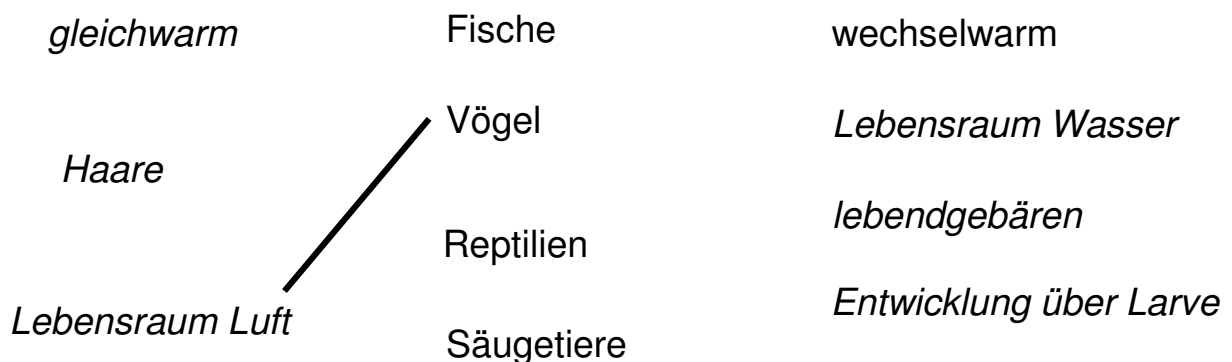 gleichwarm
Fische
wechselwarm
Vögel
Lebensraum Wasser
Haare
lebendgebären
Reptilien
Entwicklung über Larve
Lebensraum Luft
Säugetiere